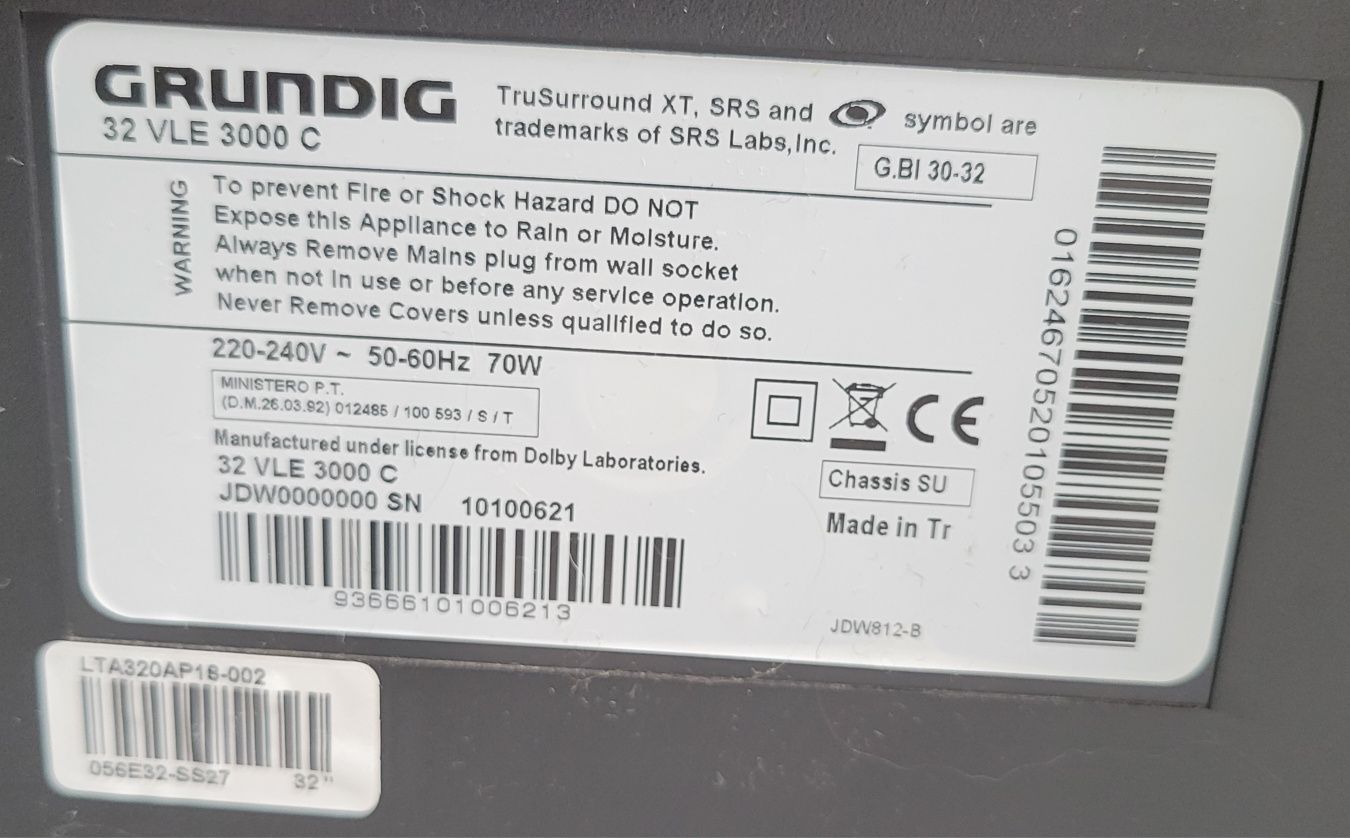 GRUNDIG
32 VLE 3000 C
TruSurround XT, SRS and symbol are
trademarks of SRS Labs,Inc.
G.BI 30-32
WARNING
To prevent Fire or Shock Hazard DO NOT
Expose this Appliance to Rain or Moisture.
Always Remove Mains plug from wall socket
when not in use or before any service operation.
Never Remove Covers unless qualified to do so.
220-240V ~ 50-60Hz 70W
MINISTERO P.T.
(D.M.26.03.92) 012485 / 100 593 / S / T
Manufactured under license from Dolby Laboratories.
32 VLE 3000 C
JDW0000000 SN 10100621
93666101006213
CE
Chassis SU
Made in Tr
JDW812-B
01624670520105503 3
LTA320AP18-002
056E32-SS27 32"